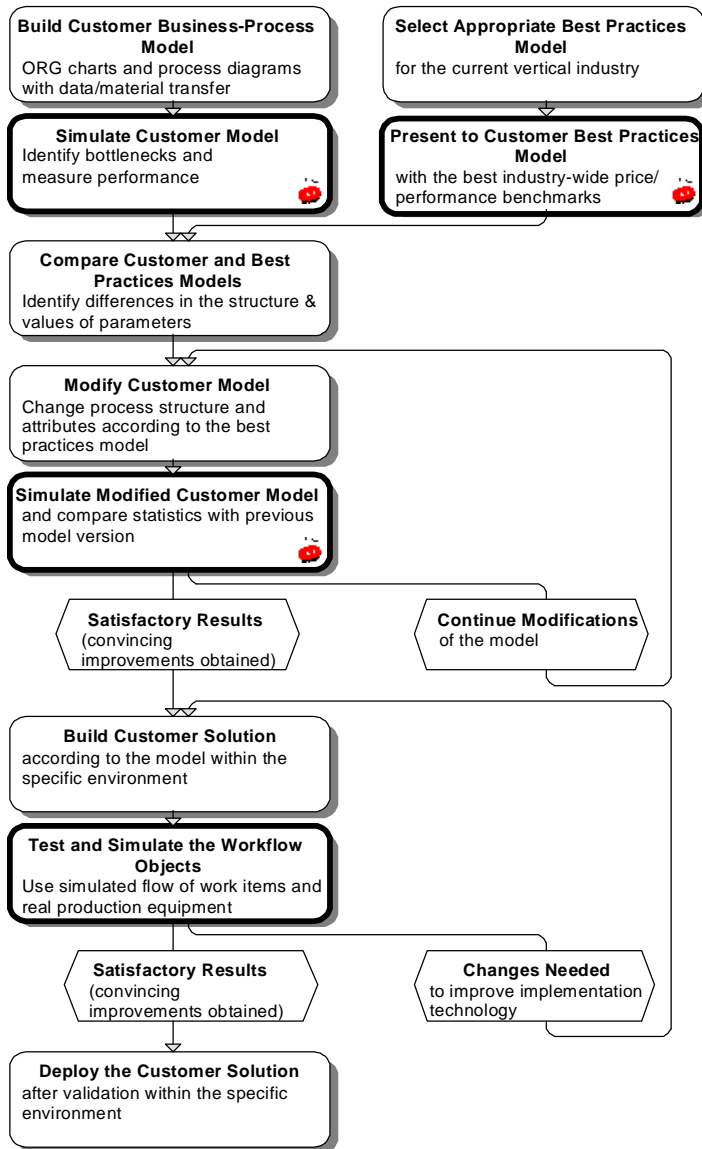 Build Customer Business-Process
Model
ORG charts and process diagrams
with data/material transfer
Select Appropriate Best Practices
Model
for the current vertical industry
Simulate Customer Model
Identify bottlenecks and
measure performance
Present to Customer Best Practices
Model
with the best industry-wide price/
performance benchmarks
Compare Customer and Best
Practices Models
Identify differences in the structure &
values of parameters
Modify Customer Model
Change process structure and
attributes according to the best
practices model
Simulate Modified Customer Model
and compare statistics with previous
model version
Satisfactory Results
(convincing
improvements obtained)
Continue Modifications
of the model
Build Customer Solution
according to the model within the
specific environment
Test and Simulate the Workflow
Objects
Use simulated flow of work items and
real production equipment
Satisfactory Results
(convincing
improvements obtained)
Changes Needed
to improve implementation
technology
Deploy the Customer Solution
after validation within the specific
environment